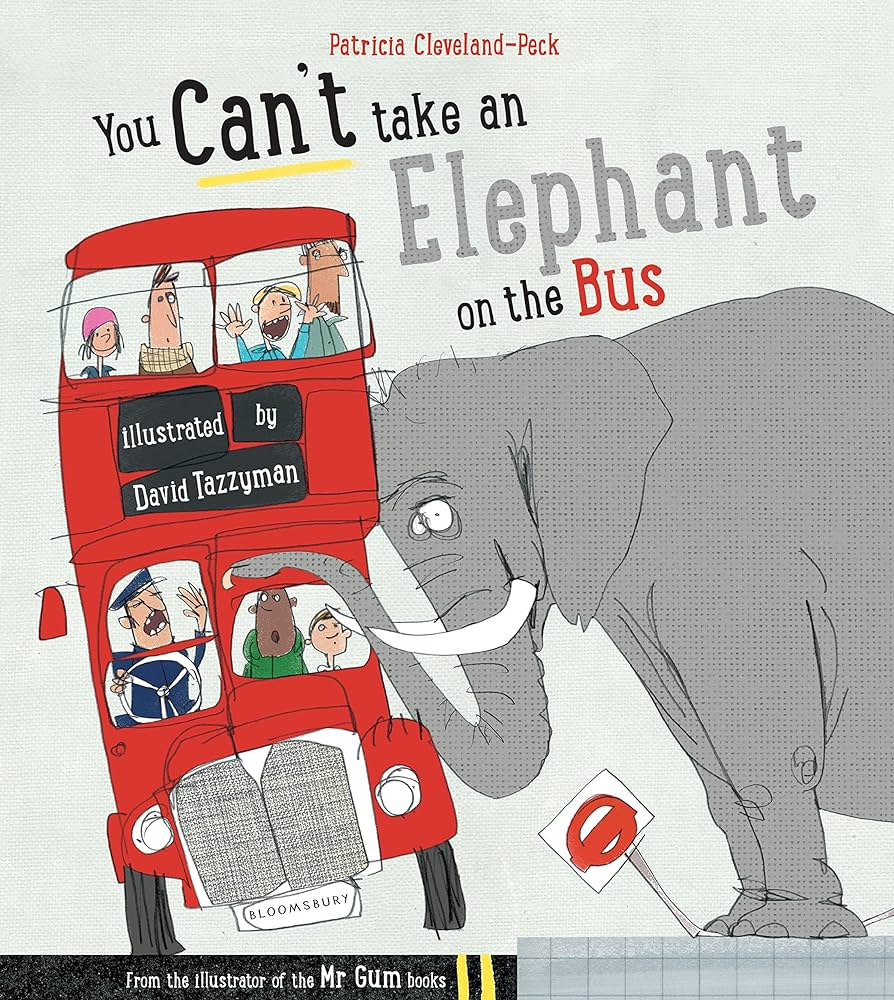 Patricia Cleveland-Peck
You Can't take an
Elephant
on the Bus
illustrated by
David Tazzyman
BLOOMSBURY
From the illustrator of the Mr Gum books